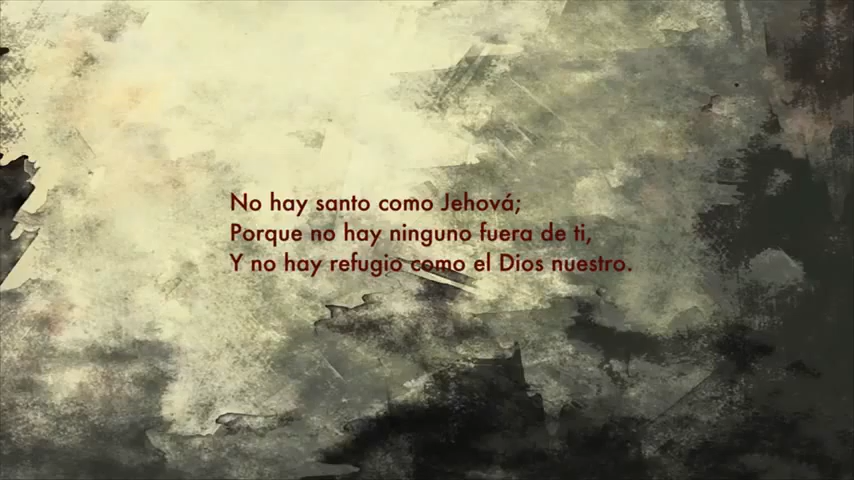 No hay santo como Jehová;
Porque no hay ninguno fuera de ti,
Y no hay refugio como el Dios nuestro.